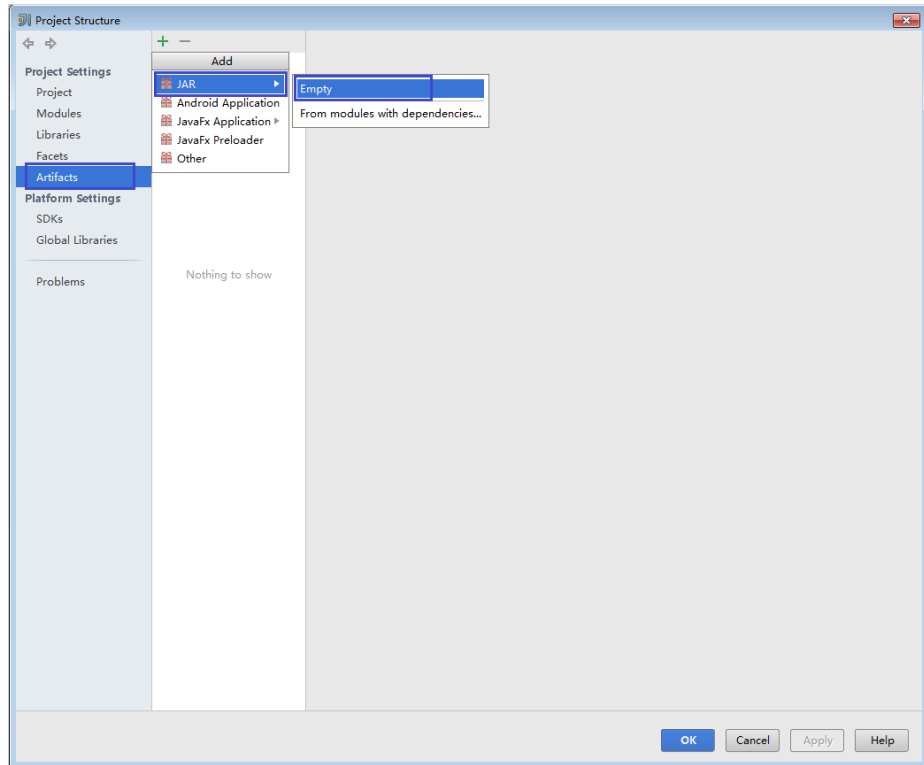 Project Structure
Project Settings
Project
Modules
Libraries
Facets
Artifacts
Platform Settings
SDKs
Global Libraries
Problems
Add
JAR
Android Application
JavaFx Application
JavaFx Preloader
Other
Empty
From modules with dependencies...
Nothing to show
OK
Cancel
Apply
Help